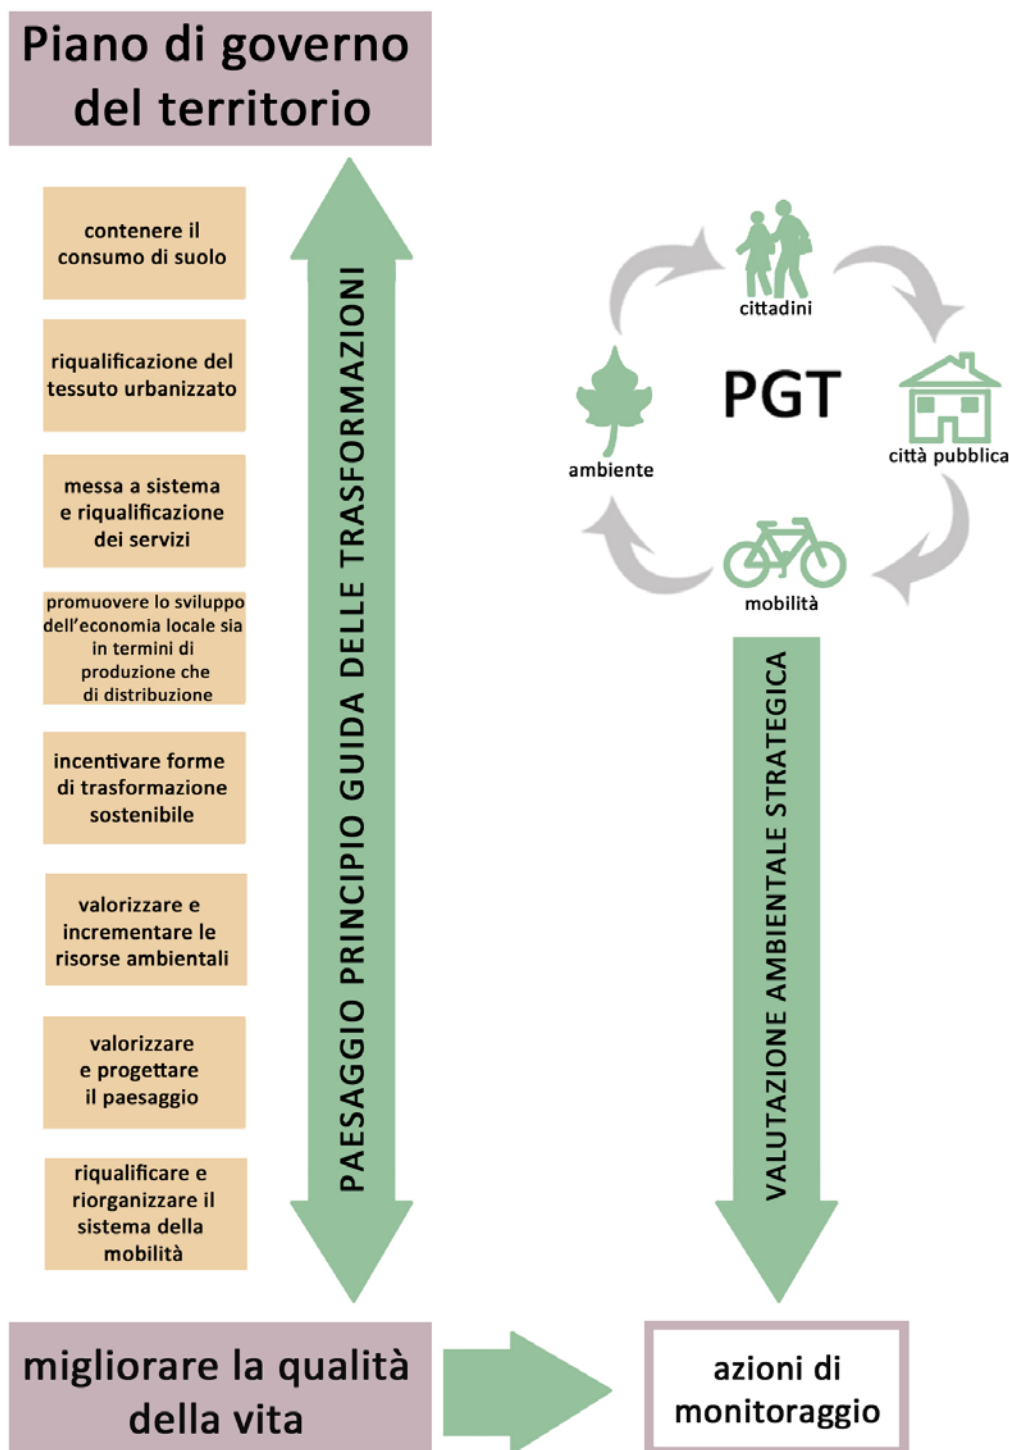 Piano di governo
del territorio
contenere il
consumo di suolo
riqualificazione del
tessuto urbanizzato
messa a sistema
e riqualificazione
dei servizi
promuovere lo sviluppo
dell'economia locale sia
in termini di
produzione che
di distribuzione
incentivare forme
di trasformazione
sostenibile
valorizzare e
incrementare le
risorse ambientali
valorizzare
e progettare
il paesaggio
riqualificare e
riorganizzare il
sistema della
mobilità
PAESAGGIO PRINCIPIO GUIDA DELLE TRASFORMAZIONI
cittadini
PGT
città pubblica
ambiente
mobilità
VALUTAZIONE AMBIENTALE STRATEGICA
migliorare la qualità
della vita
azioni di
monitoraggio